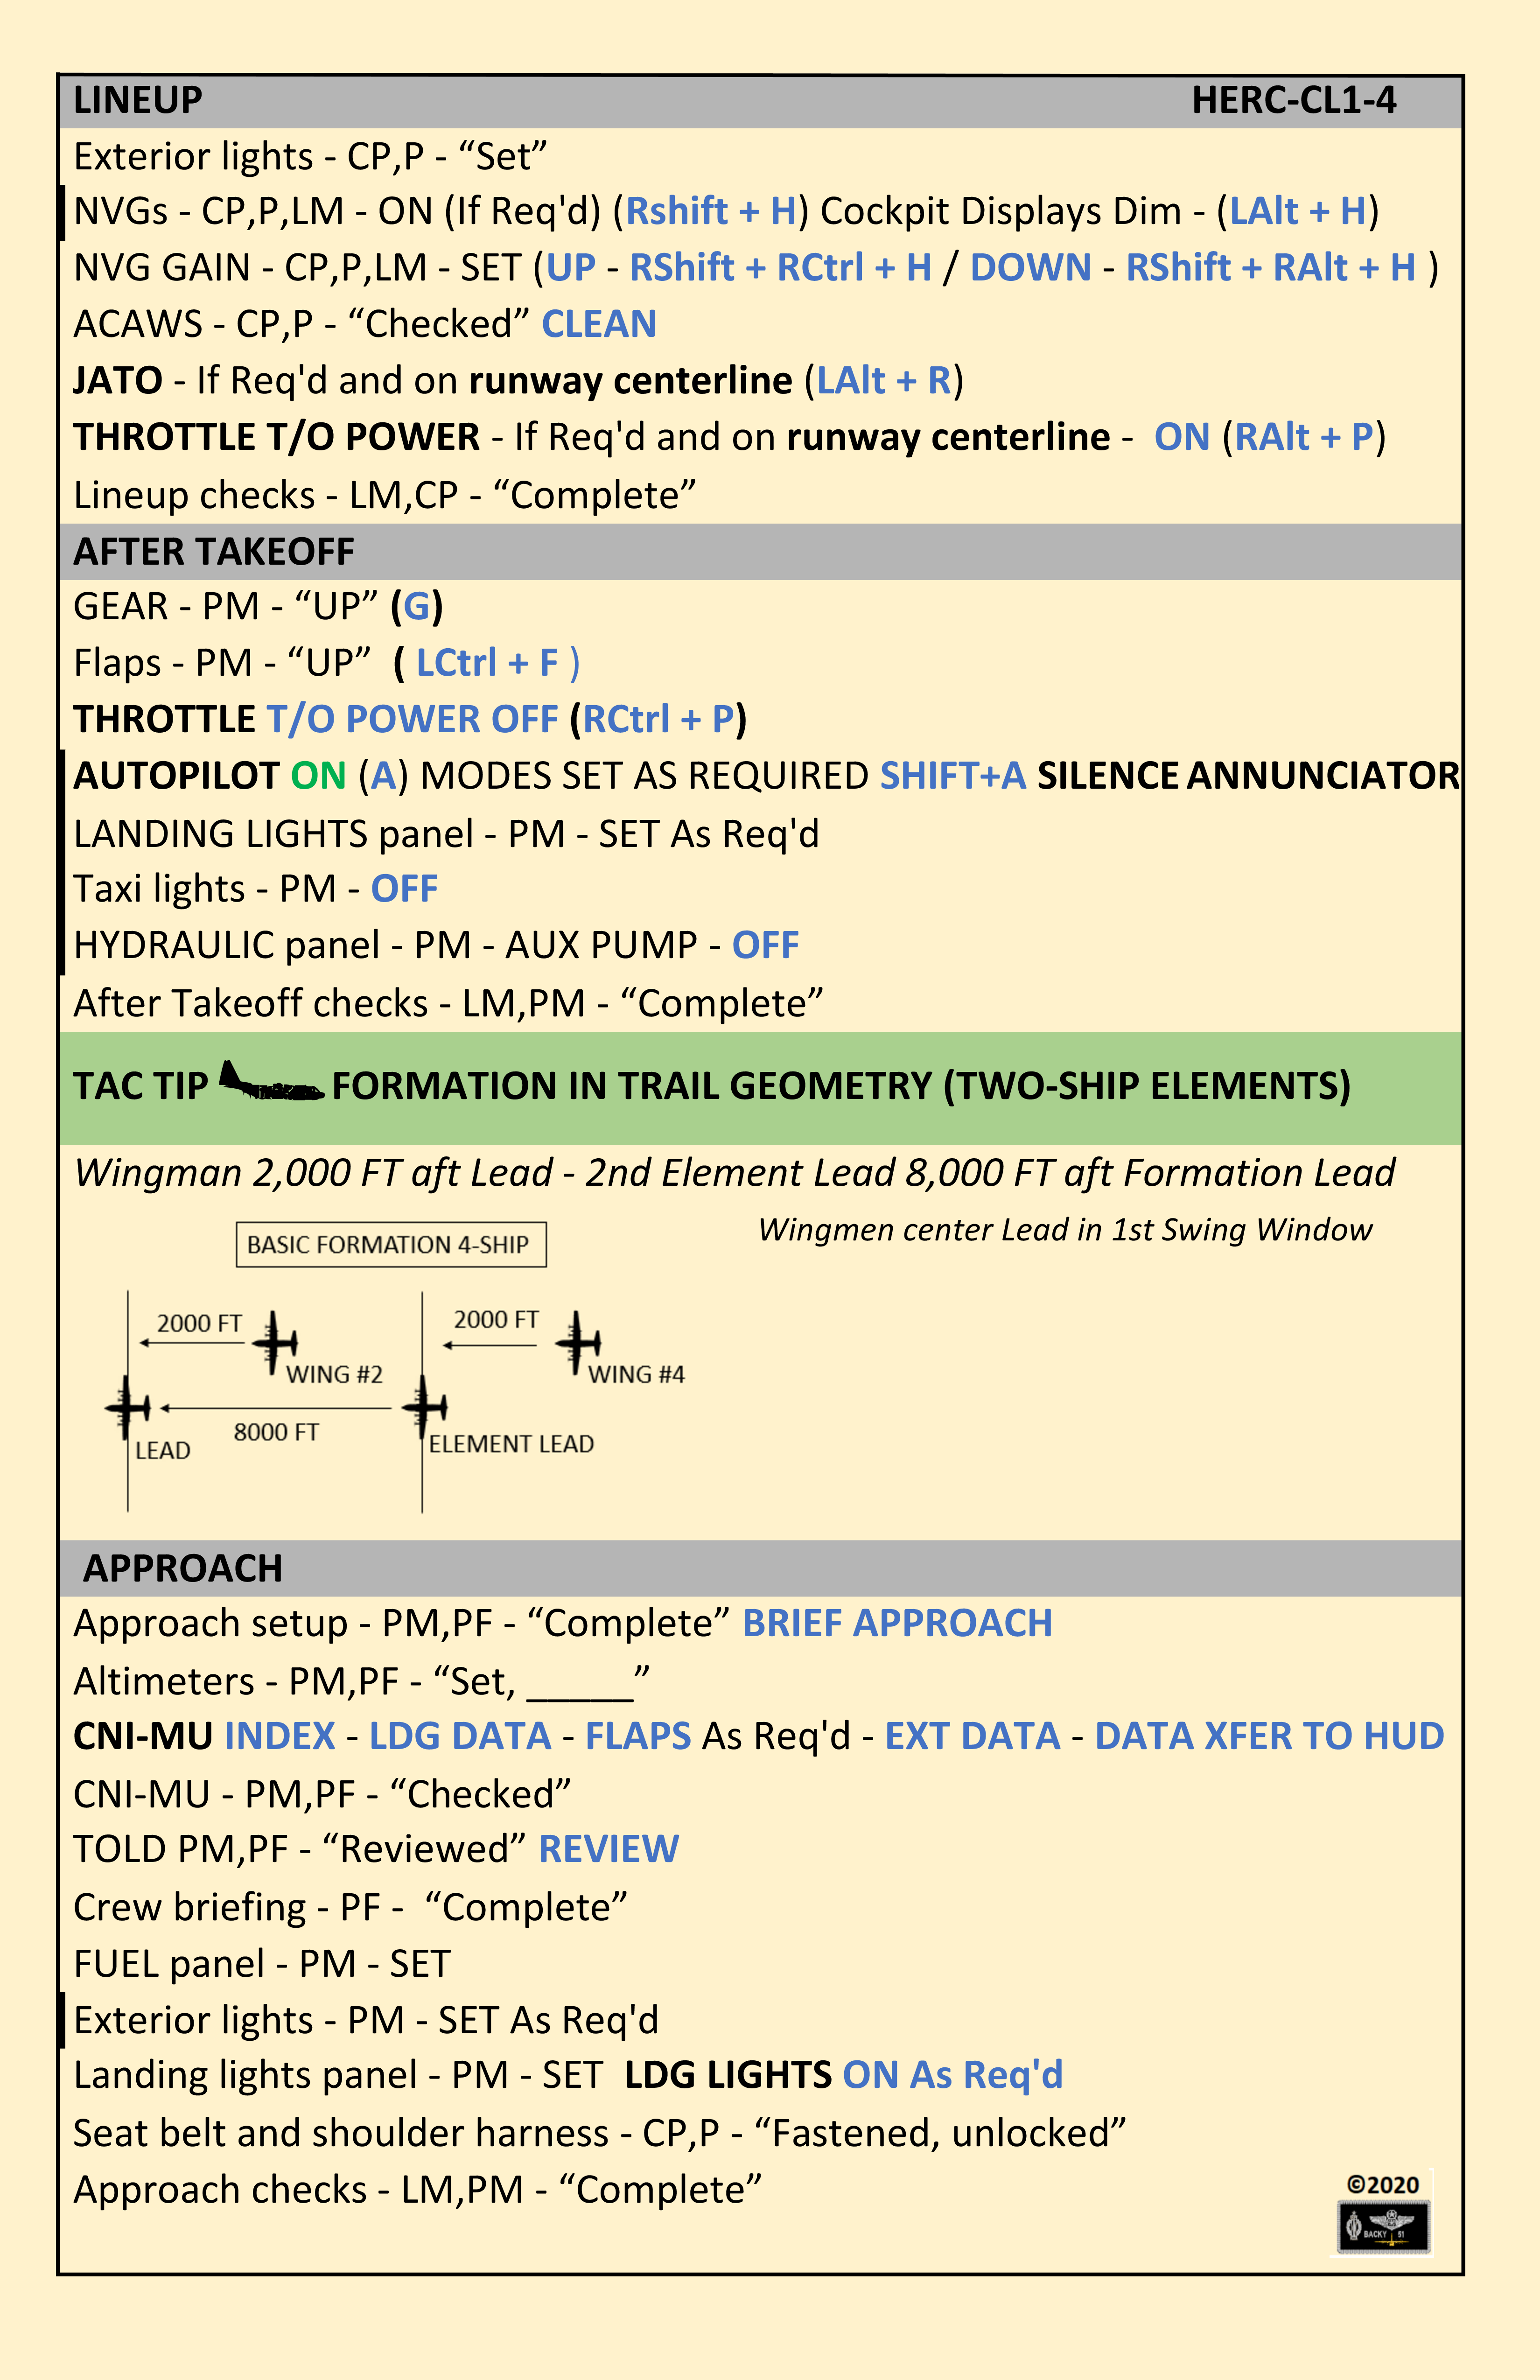 LINEUP HERC-CL1-4
Exterior lights - CP,P - “Set”
NVGs - CP,P,LM - ON (If Req'd) (Rshift + H) Cockpit Displays Dim - (LAlt + H)
NVG GAIN - CP,P,LM - SET (UP - RShift + RCtrl + H / DOWN - RShift + RAlt + H )
ACAWS - CP,P - “Checked” CLEAN
JATO - If Req'd and on runway centerline (LAlt + R)
THROTTLE T/O POWER - If Req'd and on runway centerline - ON (RAlt + P)
Lineup checks - LM,CP - “Complete”
AFTER TAKEOFF
GEAR - PM - “UP” (G)
Flaps - PM - “UP” ( LCtrl + F )
THROTTLE T/O POWER OFF (RCtrl + P)
AUTOPILOT ON (A) MODES SET AS REQUIRED SHIFT+A SILENCE ANNUNCIATOR
LANDING LIGHTS panel - PM - SET As Req'd
Taxi lights - PM - OFF
HYDRAULIC panel - PM - AUX PUMP - OFF
After Takeoff checks - LM,PM - “Complete”
TAC TIP FORMATION IN TRAIL GEOMETRY (TWO-SHIP ELEMENTS)
Wingman 2,000 FT aft Lead - 2nd Element Lead 8,000 FT aft Formation Lead
Wingmen center Lead in 1st Swing Window
BASIC FORMATION 4-SHIP
2000 FT
2000 FT
WING #2
WING #4
8000 FT
LEAD
ELEMENT LEAD
APPROACH
Approach setup - PM,PF - “Complete” BRIEF APPROACH
Altimeters - PM,PF - “Set, _____”
CNI-MU INDEX - LDG DATA - FLAPS As Req'd - EXT DATA - DATA XFER TO HUD
CNI-MU - PM,PF - “Checked”
TOLD PM,PF - “Reviewed” REVIEW
Crew briefing - PF - “Complete”
FUEL panel - PM - SET
Exterior lights - PM - SET As Req'd
Landing lights panel - PM - SET LDG LIGHTS ON As Req'd
Seat belt and shoulder harness - CP,P - “Fastened, unlocked”
Approach checks - LM,PM - “Complete”
©2020
BACKY 51